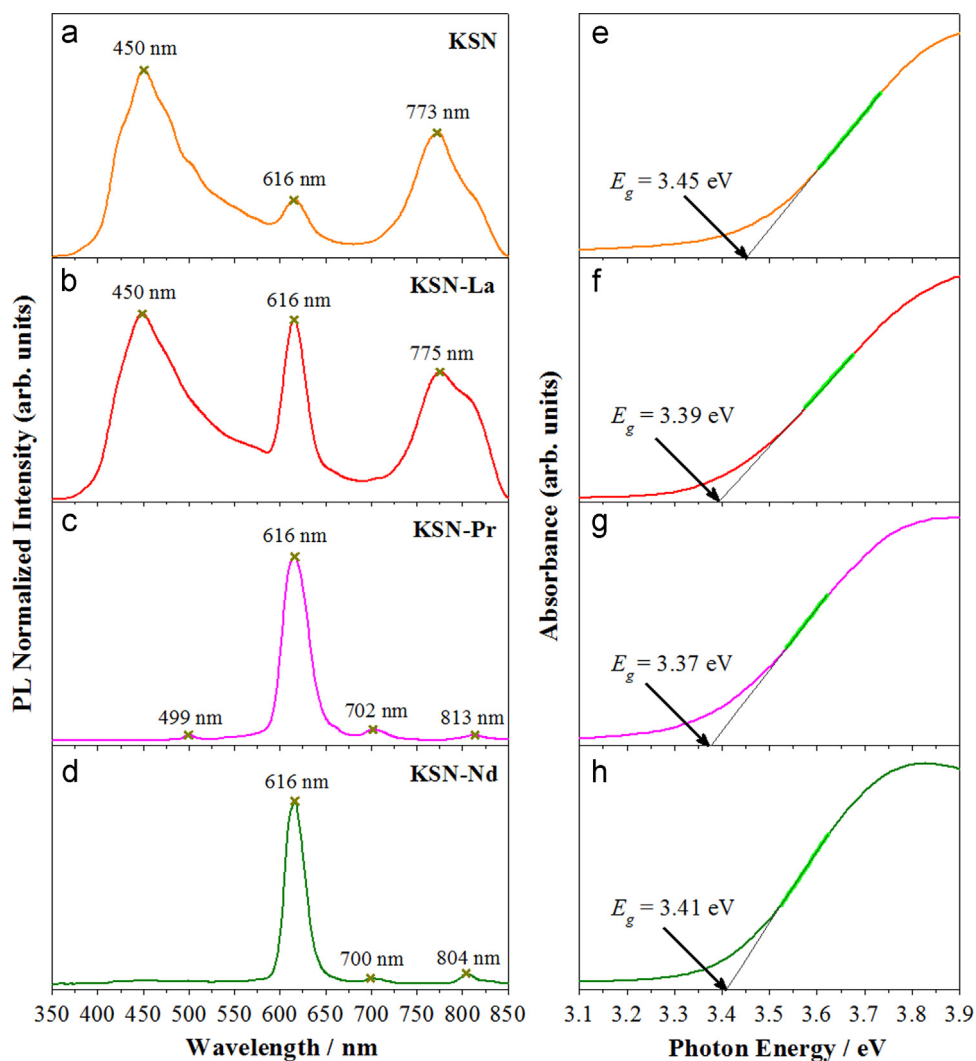 PL Normalized Intensity (arb. units)
a
KSN
450 nm
616 nm
773 nm
b
KSN-La
450 nm
616 nm
775 nm
c
KSN-Pr
616 nm
499 nm
702 nm
813 nm
d
KSN-Nd
616 nm
700 nm
804 nm
350 400 450 500 550 600 650 700 750 800 850
Wavelength / nm
Absorbance (arb. units)
e
Eg = 3.45 eV
f
Eg = 3.39 eV
g
Eg = 3.37 eV
h
Eg = 3.41 eV
3.1 3.2 3.3 3.4 3.5 3.6 3.7 3.8 3.9
Photon Energy / eV